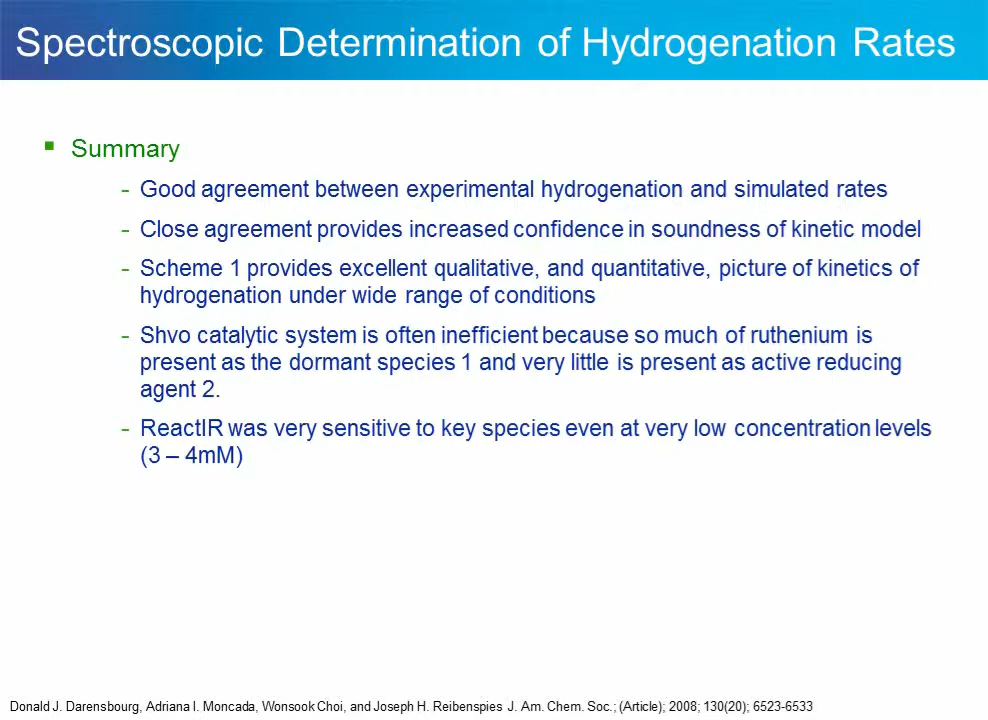 Spectroscopic Determination of Hydrogenation Rates
Summary
- Good agreement between experimental hydrogenation and simulated rates
- Close agreement provides increased confidence in soundness of kinetic model
- Scheme 1 provides excellent qualitative, and quantitative, picture of kinetics of
hydrogenation under wide range of conditions
- Shvo catalytic system is often inefficient because so much of ruthenium is
present as the dormant species 1 and very little is present as active reducing
agent 2.
- ReactIR was very sensitive to key species even at very low concentration levels
(3 – 4mM)
Donald J. Darensbourg, Adriana I. Moncada, Wonsook Choi, and Joseph H. Reibenspies J. Am. Chem. Soc.; (Article); 2008; 130(20); 6523-6533